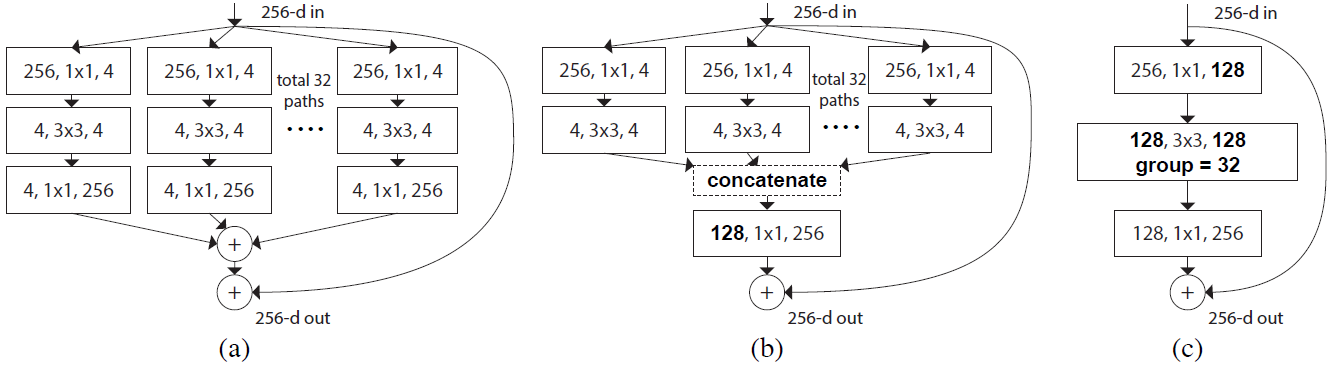 256-d in
256, 1x1, 4
256, 1x1, 4
total 32
paths
256, 1x1, 4
4, 3x3, 4
4, 3x3, 4
....
4, 3x3, 4
4, 1x1, 256
4, 1x1, 256
4, 1x1, 256
+
+
256-d out
(a)
256-d in
256, 1x1, 4
256, 1x1, 4
total 32
paths
256, 1x1, 4
4, 3x3, 4
4, 3x3, 4
....
4, 3x3, 4
concatenate
128, 1x1, 256
+
256-d out
(b)
256-d in
256, 1x1, 128
128, 3x3, 128
group = 32
128, 1x1, 256
+
256-d out
(c)